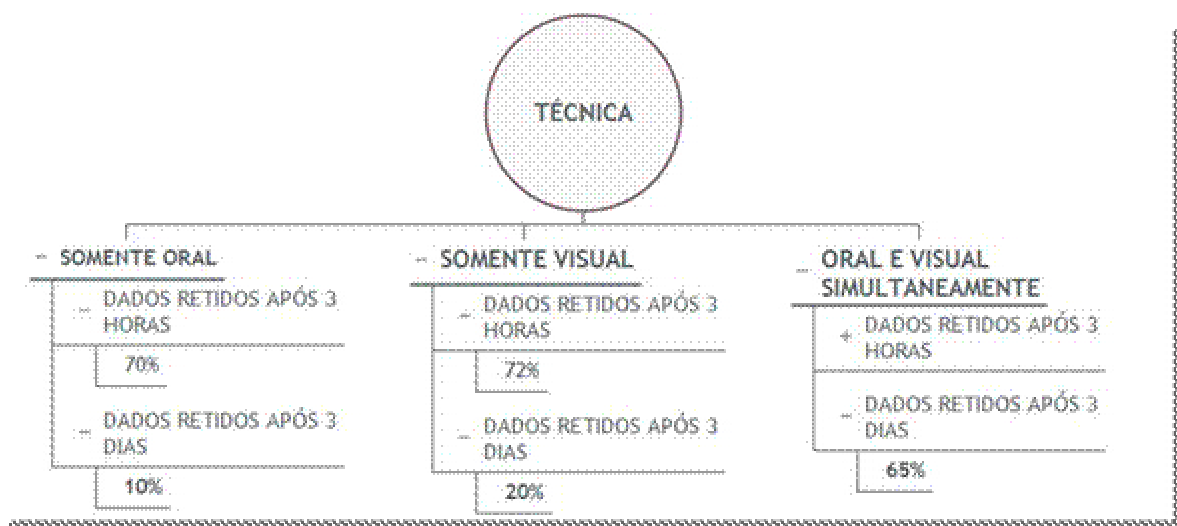 TÉCNICA
SOMENTE ORAL
DADOS RETIDOS APÓS 3
HORAS
70%
DADOS RETIDOS APÓS 3
DIAS
10%
SOMENTE VISUAL
DADOS RETIDOS APÓS 3
HORAS
72%
DADOS RETIDOS APÓS 3
DIAS
20%
ORAL E VISUAL
SIMULTANEAMENTE
DADOS RETIDOS APÓS 3
HORAS
DADOS RETIDOS APÓS 3
DIAS
65%